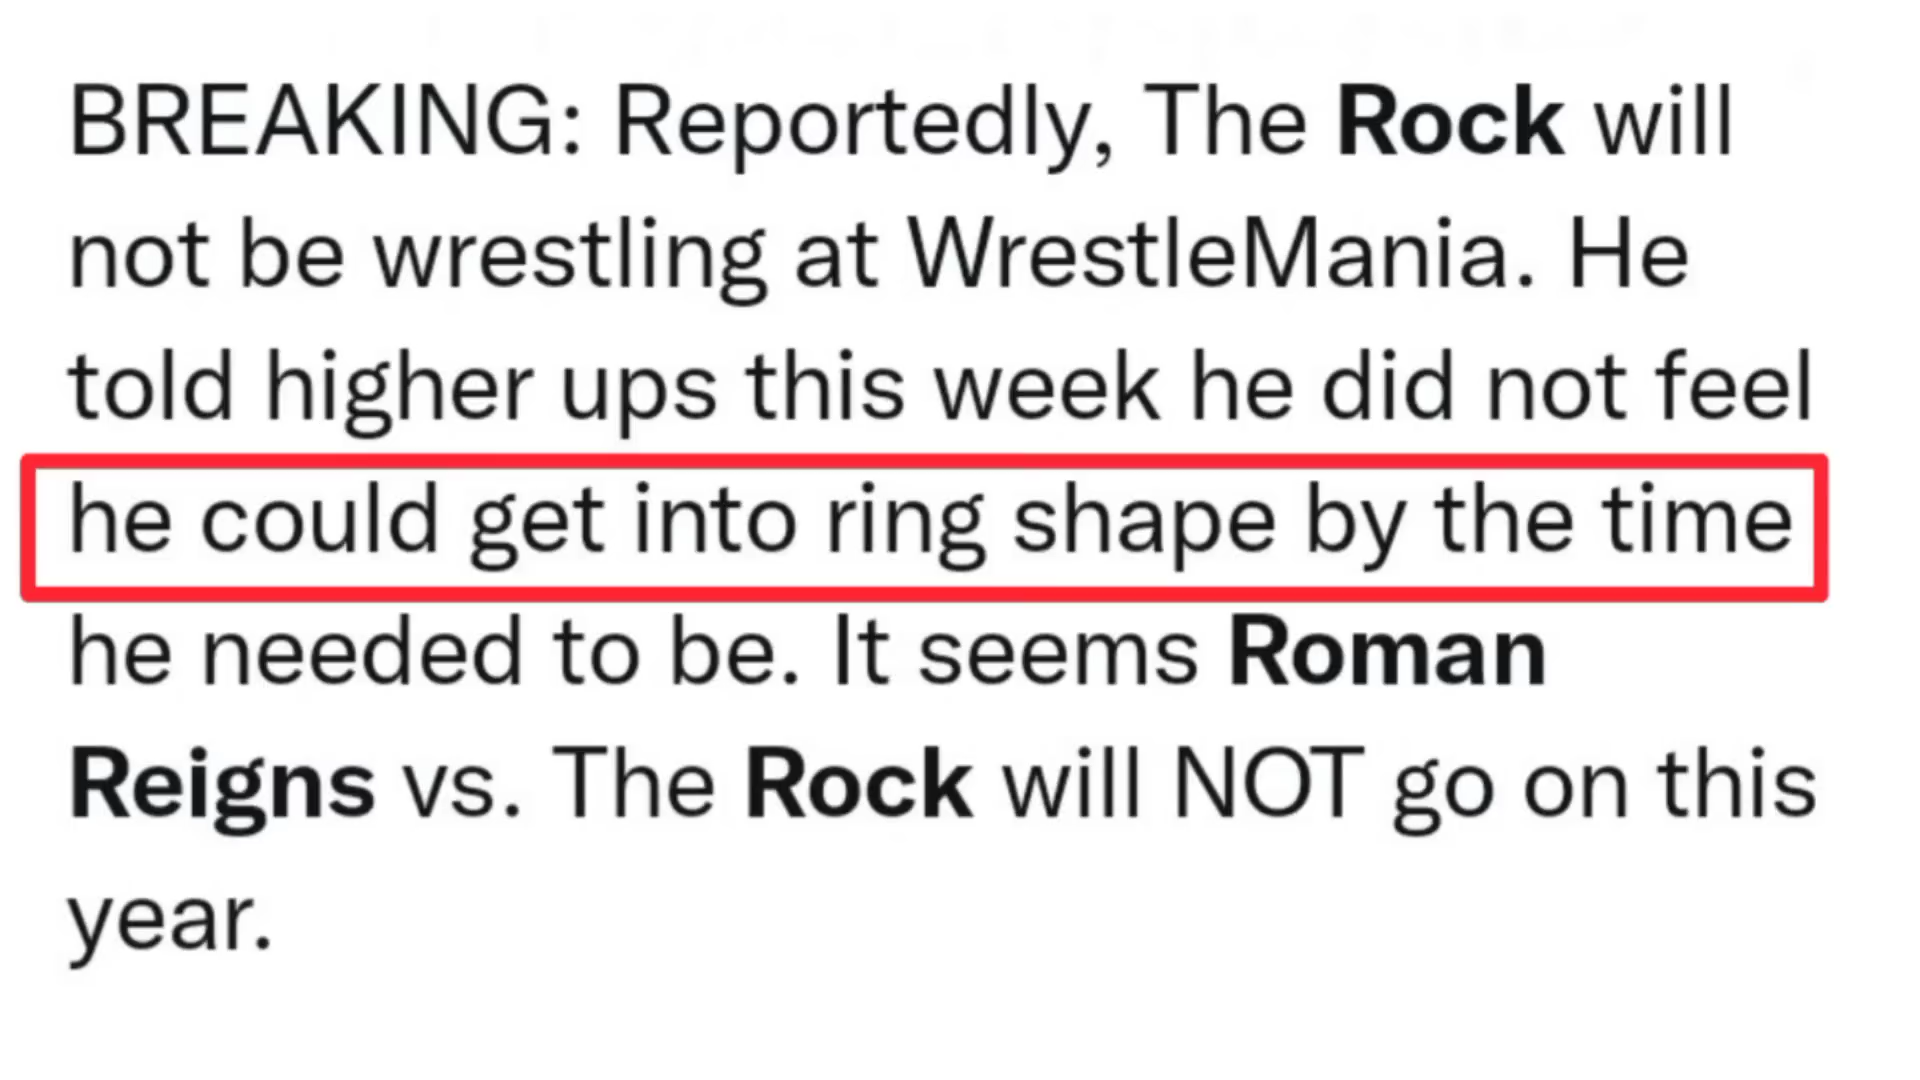 BREAKING: Reportedly, The Rock will
not be wrestling at WrestleMania. He
told higher ups this week he did not feel
he could get into ring shape by the time
he needed to be. It seems Roman
Reigns vs. The Rock will NOT go on this
year.